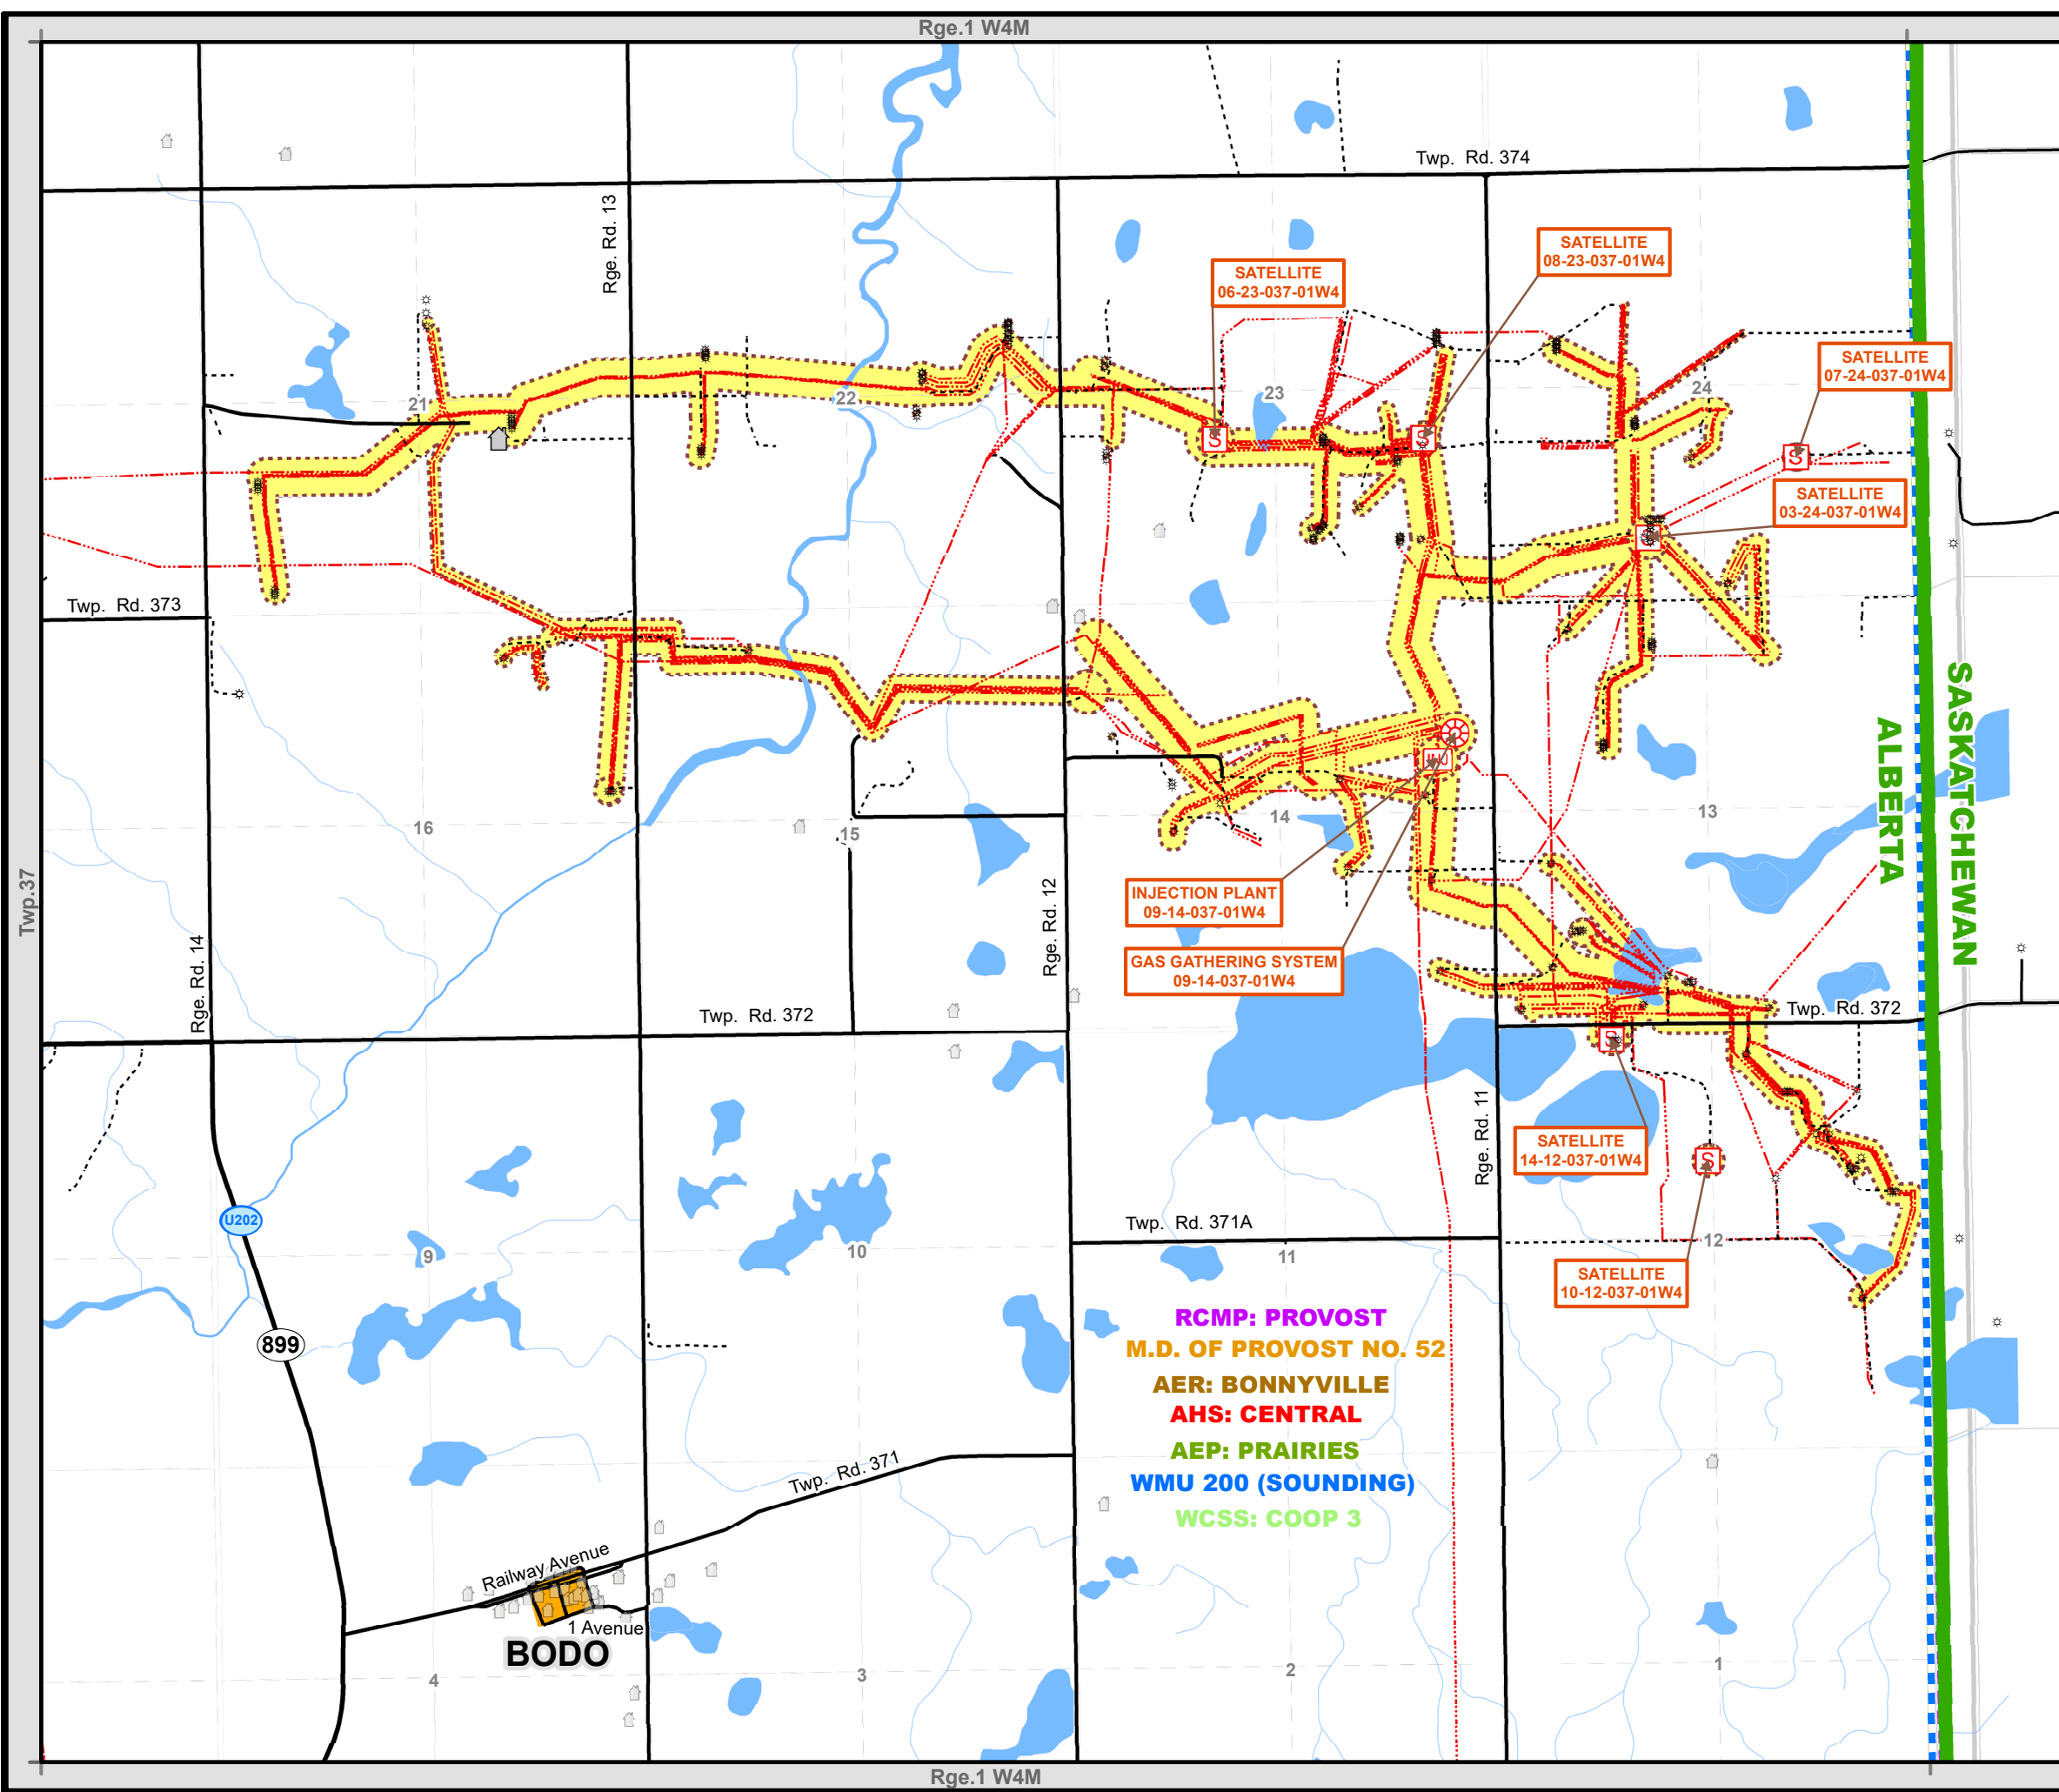 Rge.1 W4M
Twp. Rd. 374
Rge. Rd. 13
SATELLITE
08-23-037-01W4
SATELLITE
06-23-037-01W4
SATELLITE
07-24-037-01W4
21
22
23
24
S
S
S
SATELLITE
03-24-037-01W4
Twp. Rd. 373
SASKATCHEWAN
ALBERTA
16
15
14
13
Twp.37
Rge. Rd. 14
Rge. Rd. 12
INJECTION PLANT
09-14-037-01W4
GAS GATHERING SYSTEM
09-14-037-01W4
Twp. Rd. 372
Twp. Rd. 372
Rge. Rd. 11
SATELLITE
14-12-037-01W4
S
S
U202
Twp. Rd. 371A
9
10
11
12
SATELLITE
10-12-037-01W4
899
RCMP: PROVOST
M.D. OF PROVOST NO. 52
AER: BONNYVILLE
AHS: CENTRAL
AEP: PRAIRIES
WMU 200 (SOUNDING)
WCSS: COOP 3
Twp. Rd. 371
Railway Avenue
1 Avenue
BODO
4
3
2
1
Rge.1 W4M